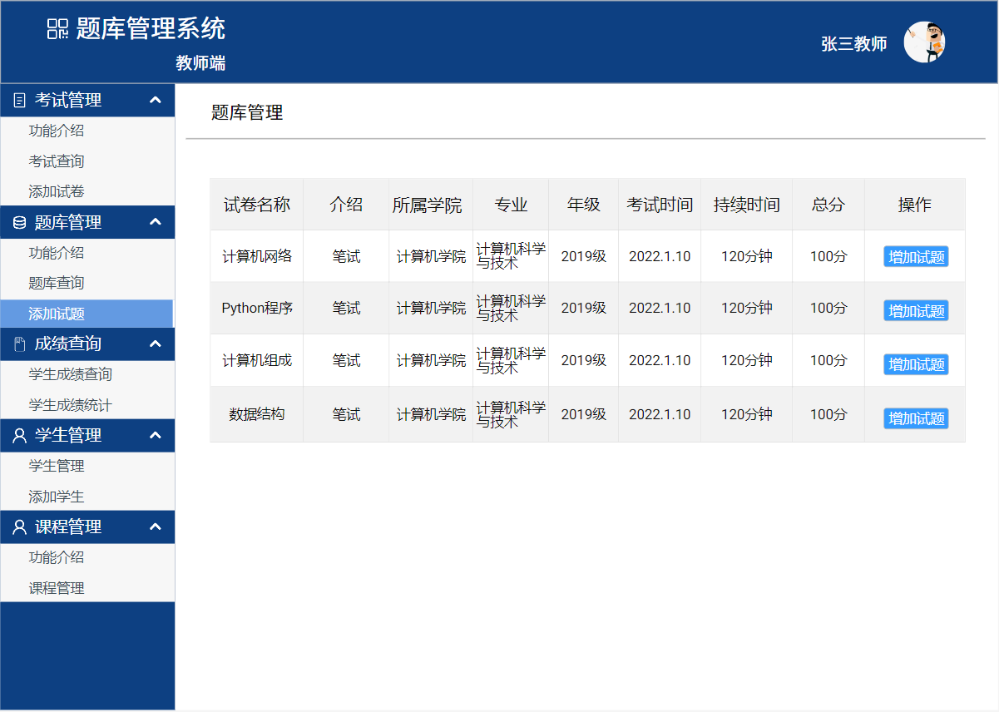 题库管理系统
教师端
张三教师
考试管理
功能介绍
考试查询
添加试卷
题库管理
功能介绍
题库查询
添加试题
成绩查询
学生成绩查询
学生成绩统计
学生管理
学生管理
添加学生
课程管理
功能介绍
课程管理
题库管理
试卷名称 介绍 所属学院 专业 年级 考试时间 持续时间 总分 操作
计算机网络 笔试 计算机学院 计算机科学与技术 2019级 2022.1.10 120分钟 100分 增加试题
Python程序 笔试 计算机学院 计算机科学与技术 2019级 2022.1.10 120分钟 100分 增加试题
计算机组成 笔试 计算机学院 计算机科学与技术 2019级 2022.1.10 120分钟 100分 增加试题
数据结构 笔试 计算机学院 计算机科学与技术 2019级 2022.1.10 120分钟 100分 增加试题